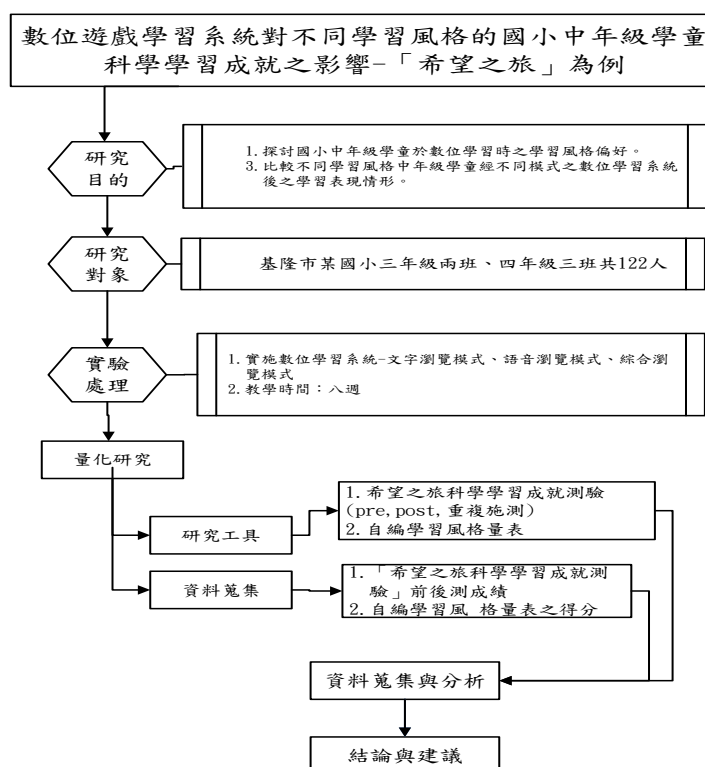 數位遊戲學習系統對不同學習風格的國小中年級學童
科學學習成就之影響-「希望之旅」為例
研究
目的
1.探討國小中年級學童於數位學習時之學習風格偏好。
3.比較不同學習風格中年級學童經不同模式之數位學習系統
後之學習表現情形。
研究
對象
基隆市某國小三年級兩班、四年級三班共122人
實驗
處理
1.實施數位學習系統-文字瀏覽模式、語音瀏覽模式、綜合瀏
覽模式
2.教學時間：八週
量化研究
研究工具
1.希望之旅科學學習成就測驗
(pre,post,重複施測)
2.自編學習風格量表
資料蒐集
1.「希望之旅科學學習成就測
驗」前後測成績
2.自編學習風 格量表之得分
資料蒐集與分析
結論與建議